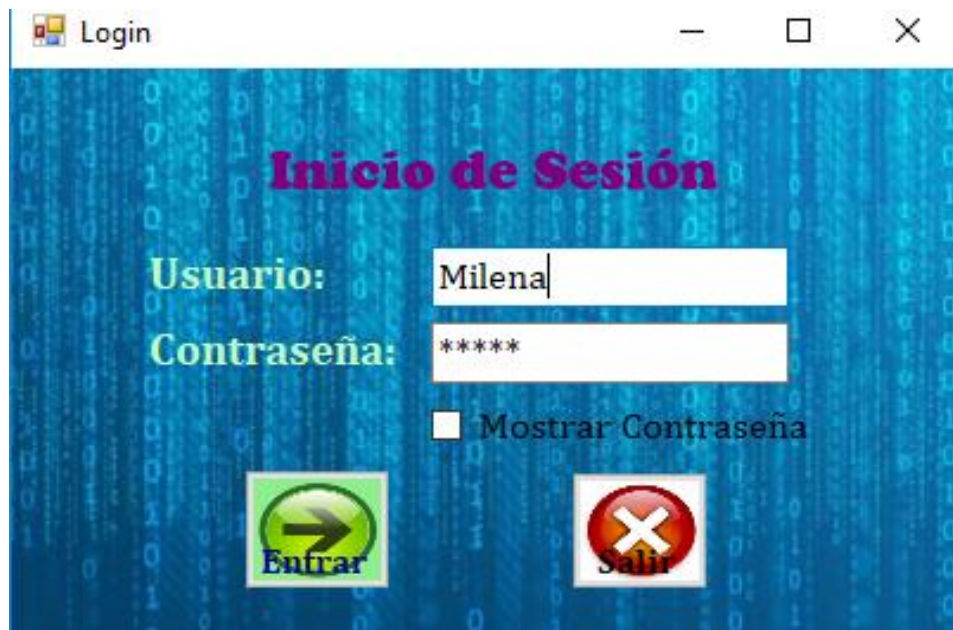 Login
Inicio de Sesión
Usuario: Milena
Contraseña: *****
Mostrar Contraseña
Entrar Salir